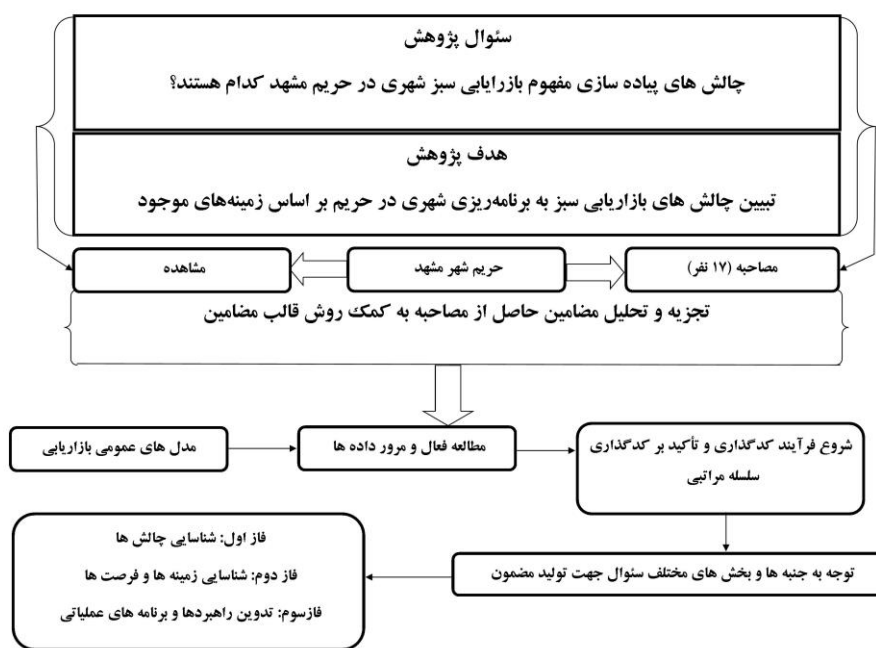 سئوال پژوهش
چالش های پیاده سازی مفهوم بازرایابی سبز شهری در حریم مشهد کدام هستند؟
هدف پژوهش
تبیین چالش های بازاریابی سبز به برنامه‌ریزی شهری در حریم بر اساس زمینه‌های موجود
مصاحبه (۱۷ نفر)
حریم شهر مشهد
مشاهده
تجزیه و تحلیل مضامین حاصل از مصاحبه به کمک روش قالب مضامین
مدل های عمومی بازاریابی
مطالعه فعال و مرور داده ها
شروع فرآیند کدگذاری و تأکید بر کدگذاری
سلسله مراتبی
توجه به جنبه ها و بخش های مختلف سئوال جهت تولید مضمون
فاز اول: شناسایی چالش ها
فاز دوم: شناسایی زمینه ها و فرصت ها
فازسوم: تدوین راهبردها و برنامه های عملیاتی